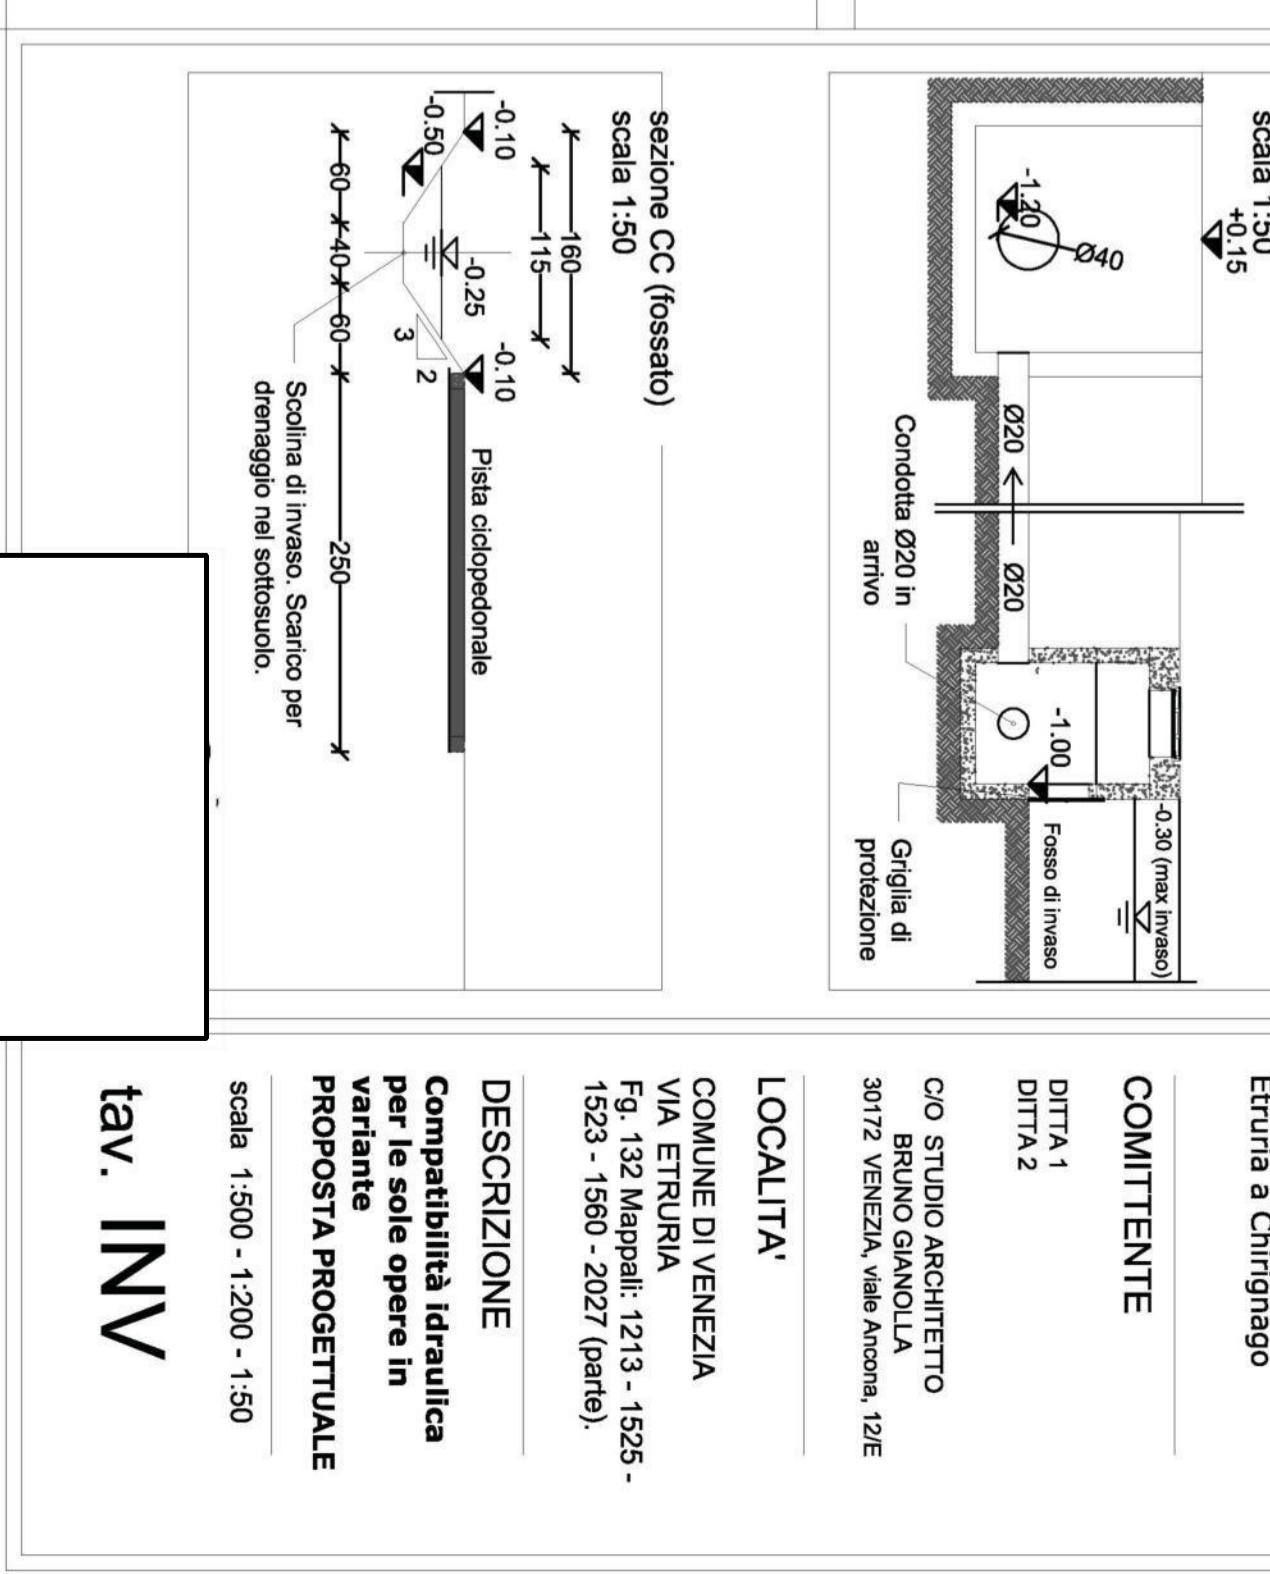 scala 1:50
+0.15
-1.20
Ø40
Ø20
Ø20
Condotta Ø20 in
arrivo
-1.00
-0.30 (max invaso)
Fosso di invaso
Griglia di
protezione
sezione CC (fossato)
scala 1:50
160
115
-0.10
-0.50
-0.25
-0.10
3
2
Pista ciclopedonale
60
40
60
250
Scolina di invaso. Scarico per
drenaggio nel sottosuolo.
Etruria a Chirignago
COMITTENTE
DITTA 1
DITTA 2
C/O STUDIO ARCHITETTO
BRUNO GIANOLLA
30172 VENEZIA, viale Ancona, 12/E
LOCALITA'
COMUNE DI VENEZIA
VIA ETRURIA
Fg. 132 Mappali: 1213 - 1525 -
1523 - 1560 - 2027 (parte).
DESCRIZIONE
Compatibilità idraulica
per le sole opere in
variante
PROPOSTA PROGETTUALE
scala 1:500 - 1:200 - 1:50
tav. INV